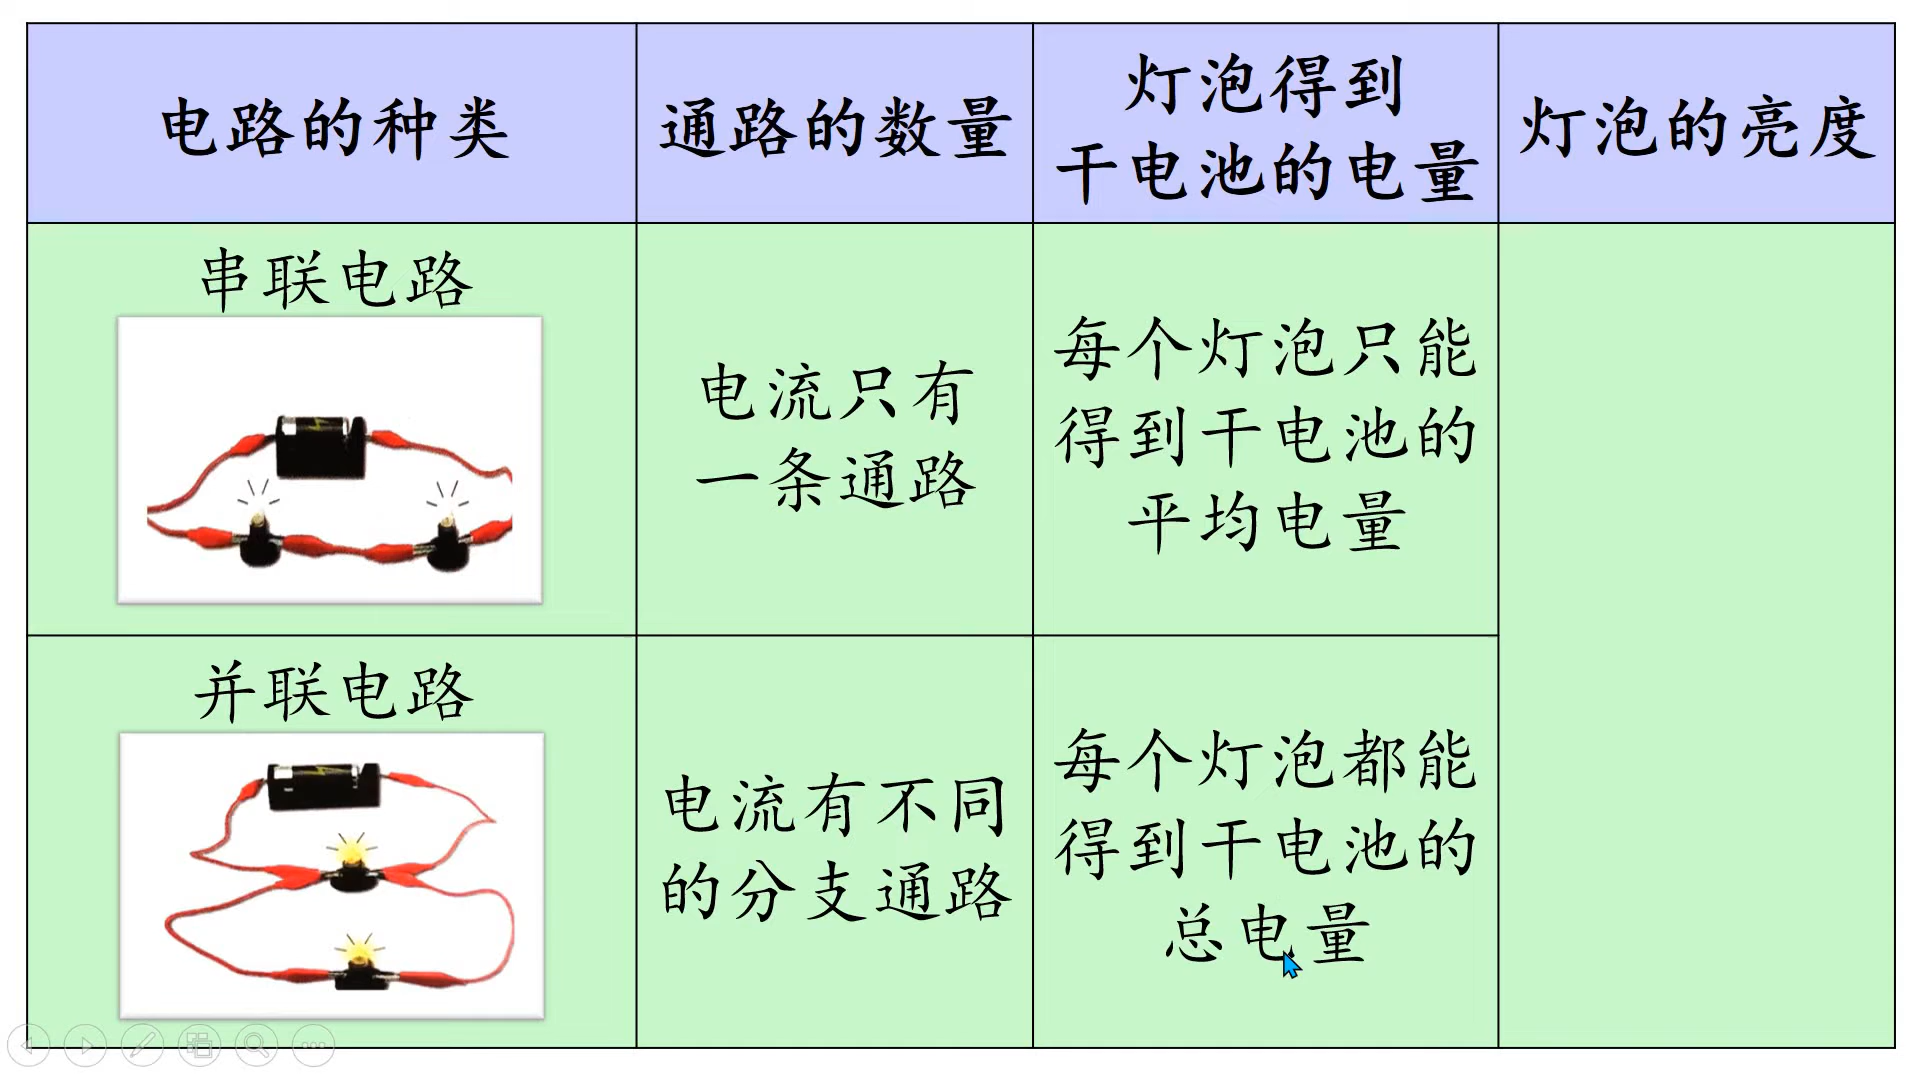 电路的种类
通路的数量
灯泡得到
干电池的电量
灯泡的亮度
串联电路
电流只有
一条通路
每个灯泡只能
得到干电池的
平均电量
并联电路
电流有不同
的分支通路
每个灯泡都能
得到干电池的
总电量